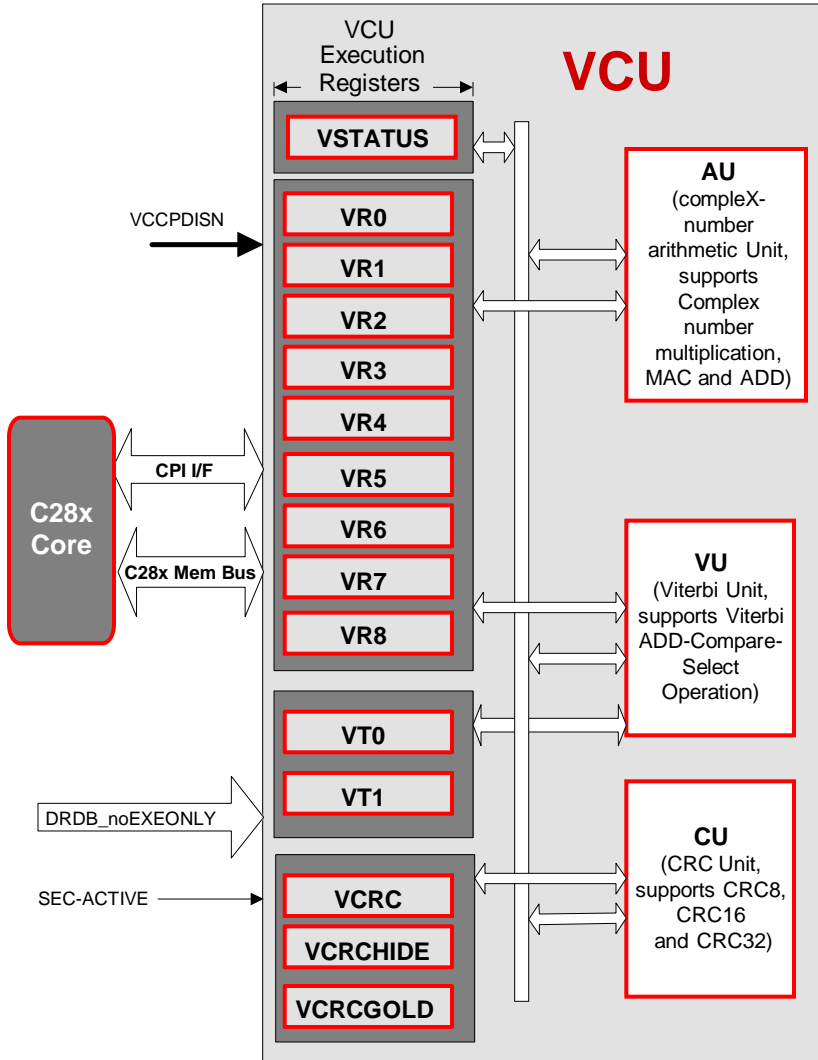 VCU
Execution
Registers
VCU
VSTATUS
VCCPDISN
VR0
VR1
VR2
VR3
VR4
VR5
VR6
VR7
VR8
AU
(compleX-
number
arithmetic Unit,
supports
Complex
number
multiplication,
MAC and ADD)
C28x
Core
CPI I/F
C28x Mem Bus
VU
(Viterbi Unit,
supports Viterbi
ADD-Compare-
Select
Operation)
VT0
VT1
DRDB_noEXEONLY
SEC-ACTIVE
VCRC
VCRCHIDE
VCRCGOLD
CU
(CRC Unit,
supports CRC8,
CRC16
and CRC32)